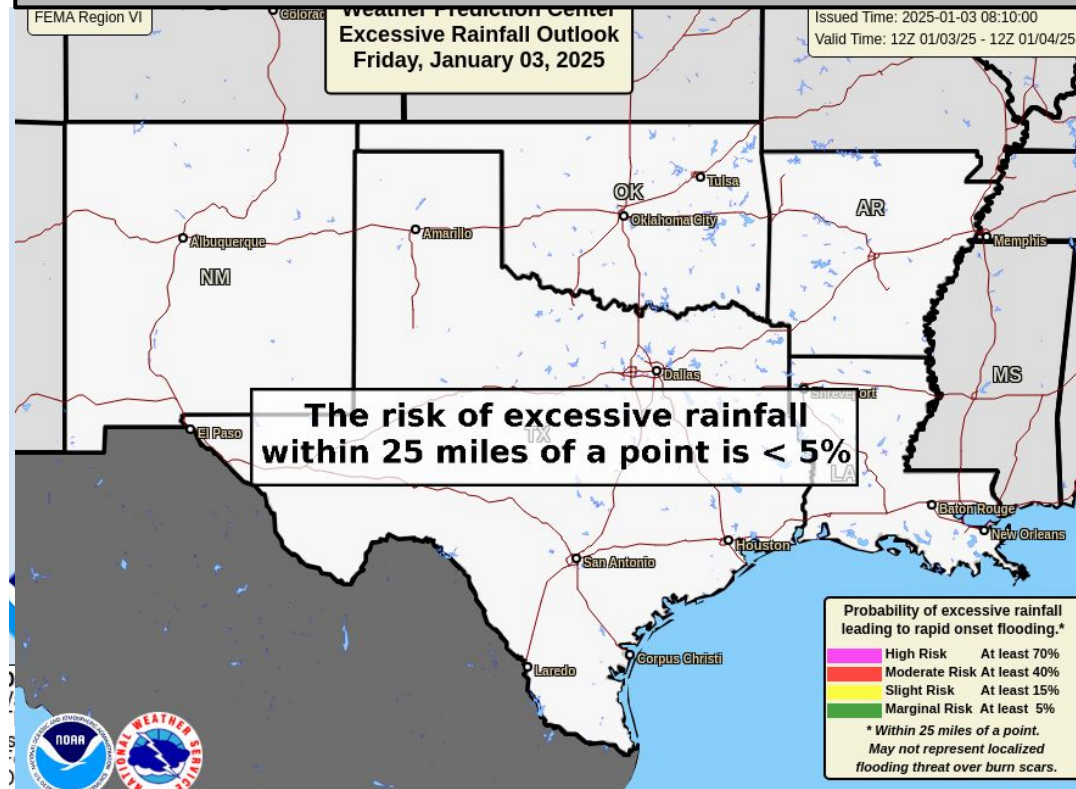 FEMA Region VI
Weather Prediction Center
Excessive Rainfall Outlook
Friday, January 03, 2025
Issued Time: 2025-01-03 08:10:00
Valid Time: 12Z 01/03/25 - 12Z 01/04/25
Colorad
OK
Tulsa
Oklahoma City
AR
Albuquerque
Amarillo
Memphis
NM
Dallas
MS
Shreveport
The risk of excessive rainfall
within 25 miles of a point is < 5%
El Paso
TX
LA
Baton Rouge
New Orleans
Houston
San Antonio
Corpus Christi
Laredo
Probability of excessive rainfall
leading to rapid onset flooding.*
High Risk At least 70%
Moderate Risk At least 40%
Slight Risk At least 15%
Marginal Risk At least 5%
* Within 25 miles of a point.
May not represent localized
flooding threat over burn scars.
NOAA
NATIONAL WEATHER SERVICE